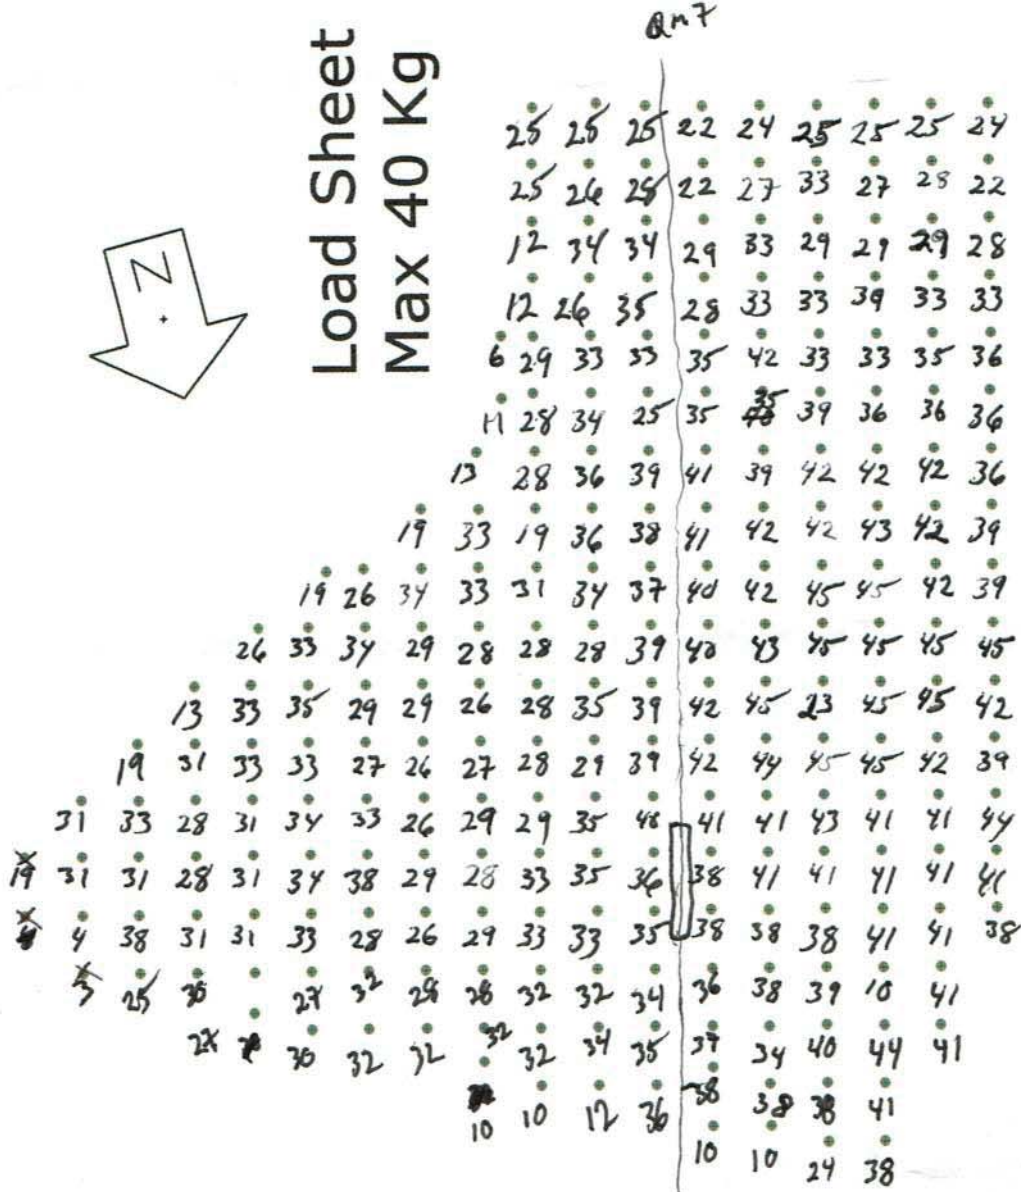 QM7
Load Sheet
Max 40 Kg
N
25 25 25 22 24 25 25 25 24
25 26 28 22 27 33 27 28 22
12 34 34 29 33 29 29 29 28
12 26 35 28 33 33 39 33 33
6 29 33 33 35 42 33 33 35 36
11 28 34 25 35 35 39 36 36 36
13 28 36 39 41 39 42 42 42 36
19 33 19 36 38 41 42 42 43 42 39
19 26 34 33 31 34 37 40 42 45 45 42 39
26 33 34 29 28 28 28 39 40 43 45 45 45 45
13 33 35 29 29 26 28 35 39 42 45 23 45 45 42
19 31 33 33 27 26 27 28 29 39 42 44 45 45 42 39
31 33 28 31 34 33 26 29 29 35 40 41 41 43 41 41 44
19 31 31 28 31 34 38 29 28 33 35 36 38 41 41 41 41 41
4 38 31 31 33 28 26 29 33 33 35 38 38 38 41 41 38
3 25 30 27 32 28 28 32 32 34 36 38 39 10 41
27 30 32 32 32 32 34 35 37 34 40 44 41
10 10 12 36 38 38 38 41
10 10 24 38